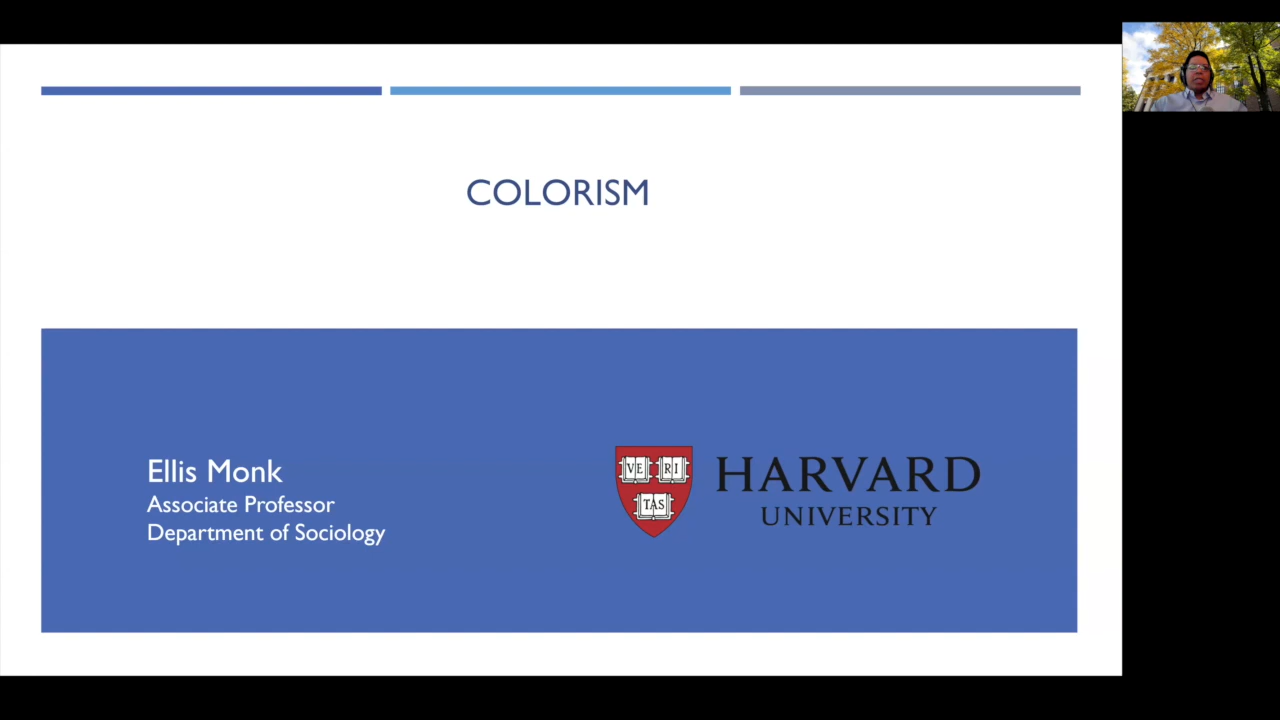 COLORISM
Ellis Monk
Associate Professor
Department of Sociology
VE RI
TAS
HARVARD
UNIVERSITY